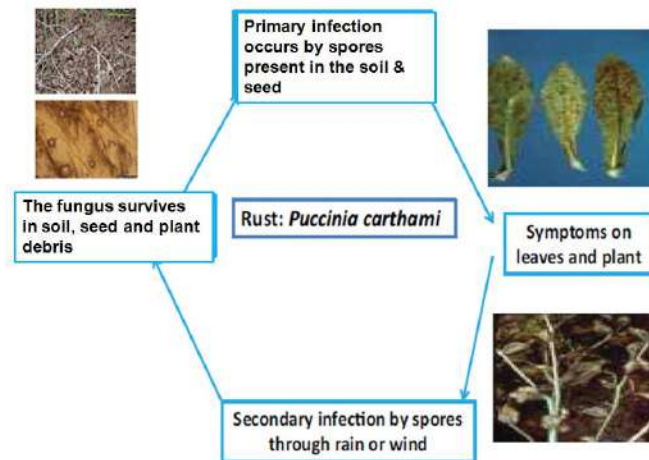 Primary infection
occurs by spores
present in the soil &
seed
The fungus survives
in soil, seed and plant
debris
Rust: Puccinia carthami
Symptoms on
leaves and plant
Secondary infection by spores
through rain or wind